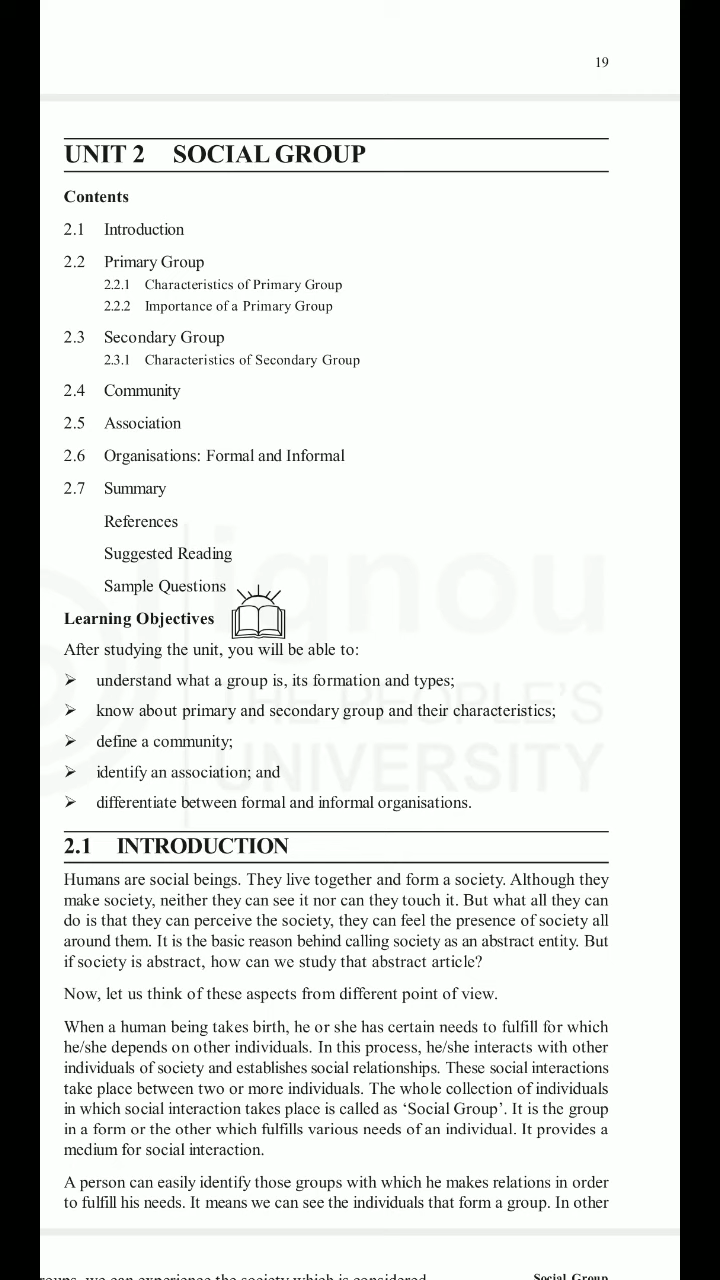 19
UNIT 2 SOCIAL GROUP
Contents
2.1 Introduction
2.2 Primary Group
2.2.1 Characteristics of Primary Group
2.2.2 Importance of a Primary Group
2.3 Secondary Group
2.3.1 Characteristics of Secondary Group
2.4 Community
2.5 Association
2.6 Organisations: Formal and Informal
2.7 Summary
References
Suggested Reading
Sample Questions
ignou
THE PEOPLE'S
UNIVERSITY
Learning Objectives
After studying the unit, you will be able to:
➢ understand what a group is, its formation and types;
➢ know about primary and secondary group and their characteristics;
➢ define a community;
➢ identify an association; and
➢ differentiate between formal and informal organisations.
2.1 INTRODUCTION
Humans are social beings. They live together and form a society. Although they
make society, neither they can see it nor can they touch it. But what all they can
do is that they can perceive the society, they can feel the presence of society all
around them. It is the basic reason behind calling society as an abstract entity. But
if society is abstract, how can we study that abstract article?
Now, let us think of these aspects from different point of view.
When a human being takes birth, he or she has certain needs to fulfill for which
he/she depends on other individuals. In this process, he/she interacts with other
individuals of society and establishes social relationships. These social interactions
take place between two or more individuals. The whole collection of individuals
in which social interaction takes place is called as ‘Social Group’. It is the group
in a form or the other which fulfills various needs of an individual. It provides a
medium for social interaction.
A person can easily identify those groups with which he makes relations in order
to fulfill his needs. It means we can see the individuals that form a group. In other
we can experience the society which is considered
Social Group